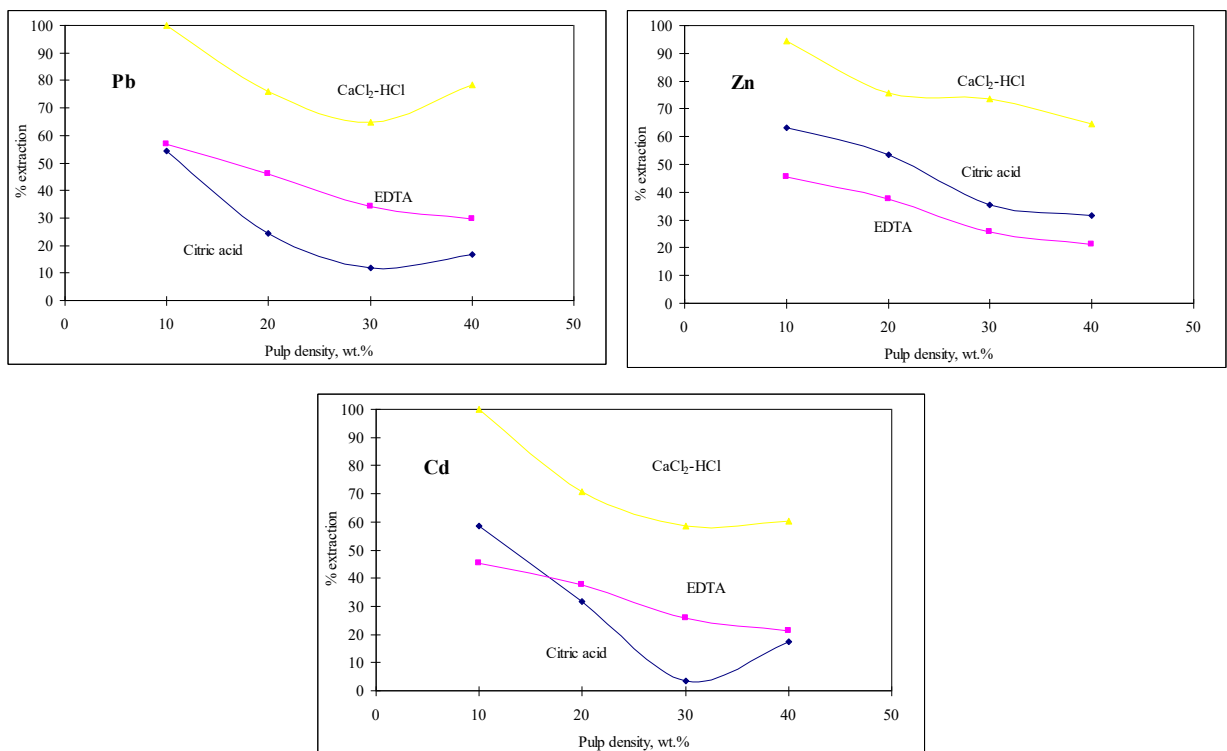 100
90
80
70
60
50
40
30
20
10
0
% extraction
Pb
CaCl₂-HCl
EDTA
Citric acid
0 10 20 30 40 50
Pulp density, wt.%
100
90
80
70
60
50
40
30
20
10
0
% extraction
Zn
CaCl₂-HCl
Citric acid
EDTA
0 10 20 30 40 50
Pulp density, wt.%
100
90
80
70
60
50
40
30
20
10
0
% extraction
Cd
CaCl₂-HCl
EDTA
Citric acid
0 10 20 30 40 50
Pulp density, wt.%